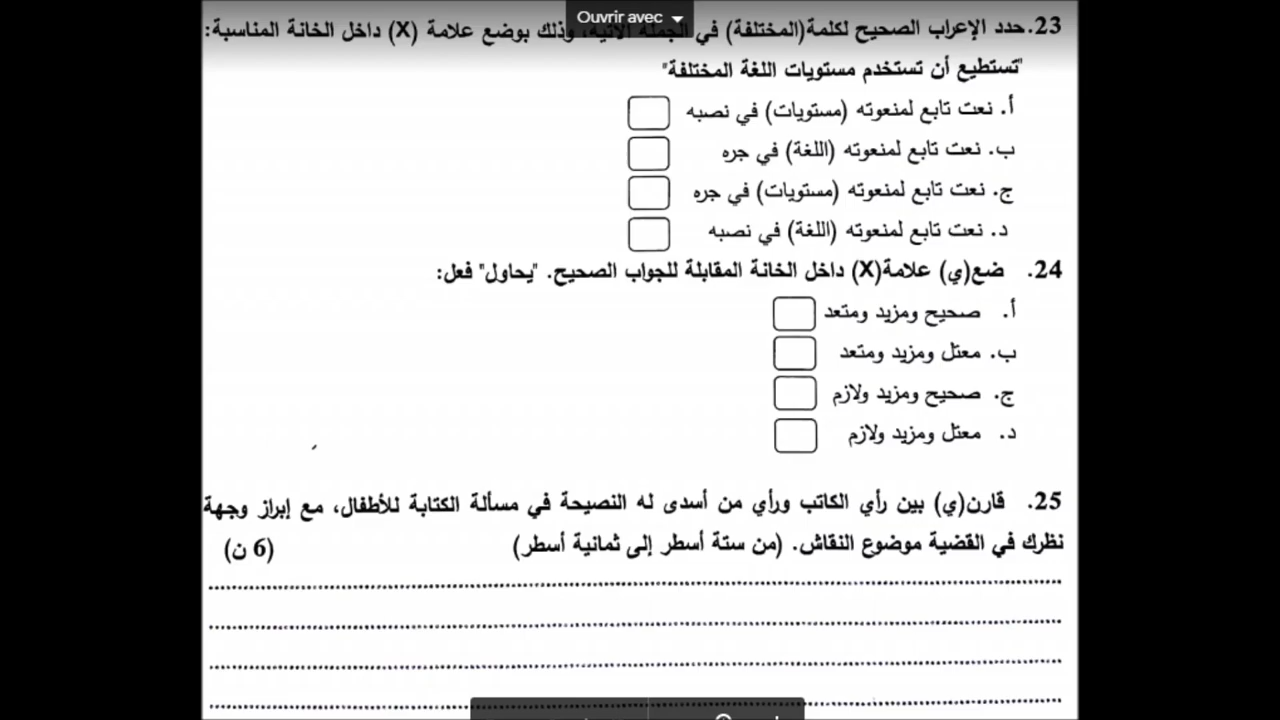 Ouvrir avec
23. حدد الإعراب الصحيح لكلمة(المختلفة) في الجملة الآتية، وذلك بوضع علامة (X) داخل الخانة المناسبة:
"تستطيع أن تستخدم مستويات اللغة المختلفة"
أ. نعت تابع لمنعوته (مستويات) في نصبه
ب. نعت تابع لمنعوته (اللغة) في جره
ج. نعت تابع لمنعوته (مستويات) في جره
د. نعت تابع لمنعوته (اللغة) في نصبه
24. ضع(ي) علامة(X) داخل الخانة المقابلة للجواب الصحيح. "يحاول" فعل:
أ. صحيح ومزيد ومتعد
ب. معتل ومزيد ومتعد
ج. صحيح ومزيد ولازم
د. معتل ومزيد ولازم
25. قارن(ي) بين رأي الكاتب ورأي من أسدى له النصيحة في مسألة الكتابة للأطفال، مع إبراز وجهة
نظرك في القضية موضوع النقاش. (من ستة أسطر إلى ثمانية أسطر) (6 ن)